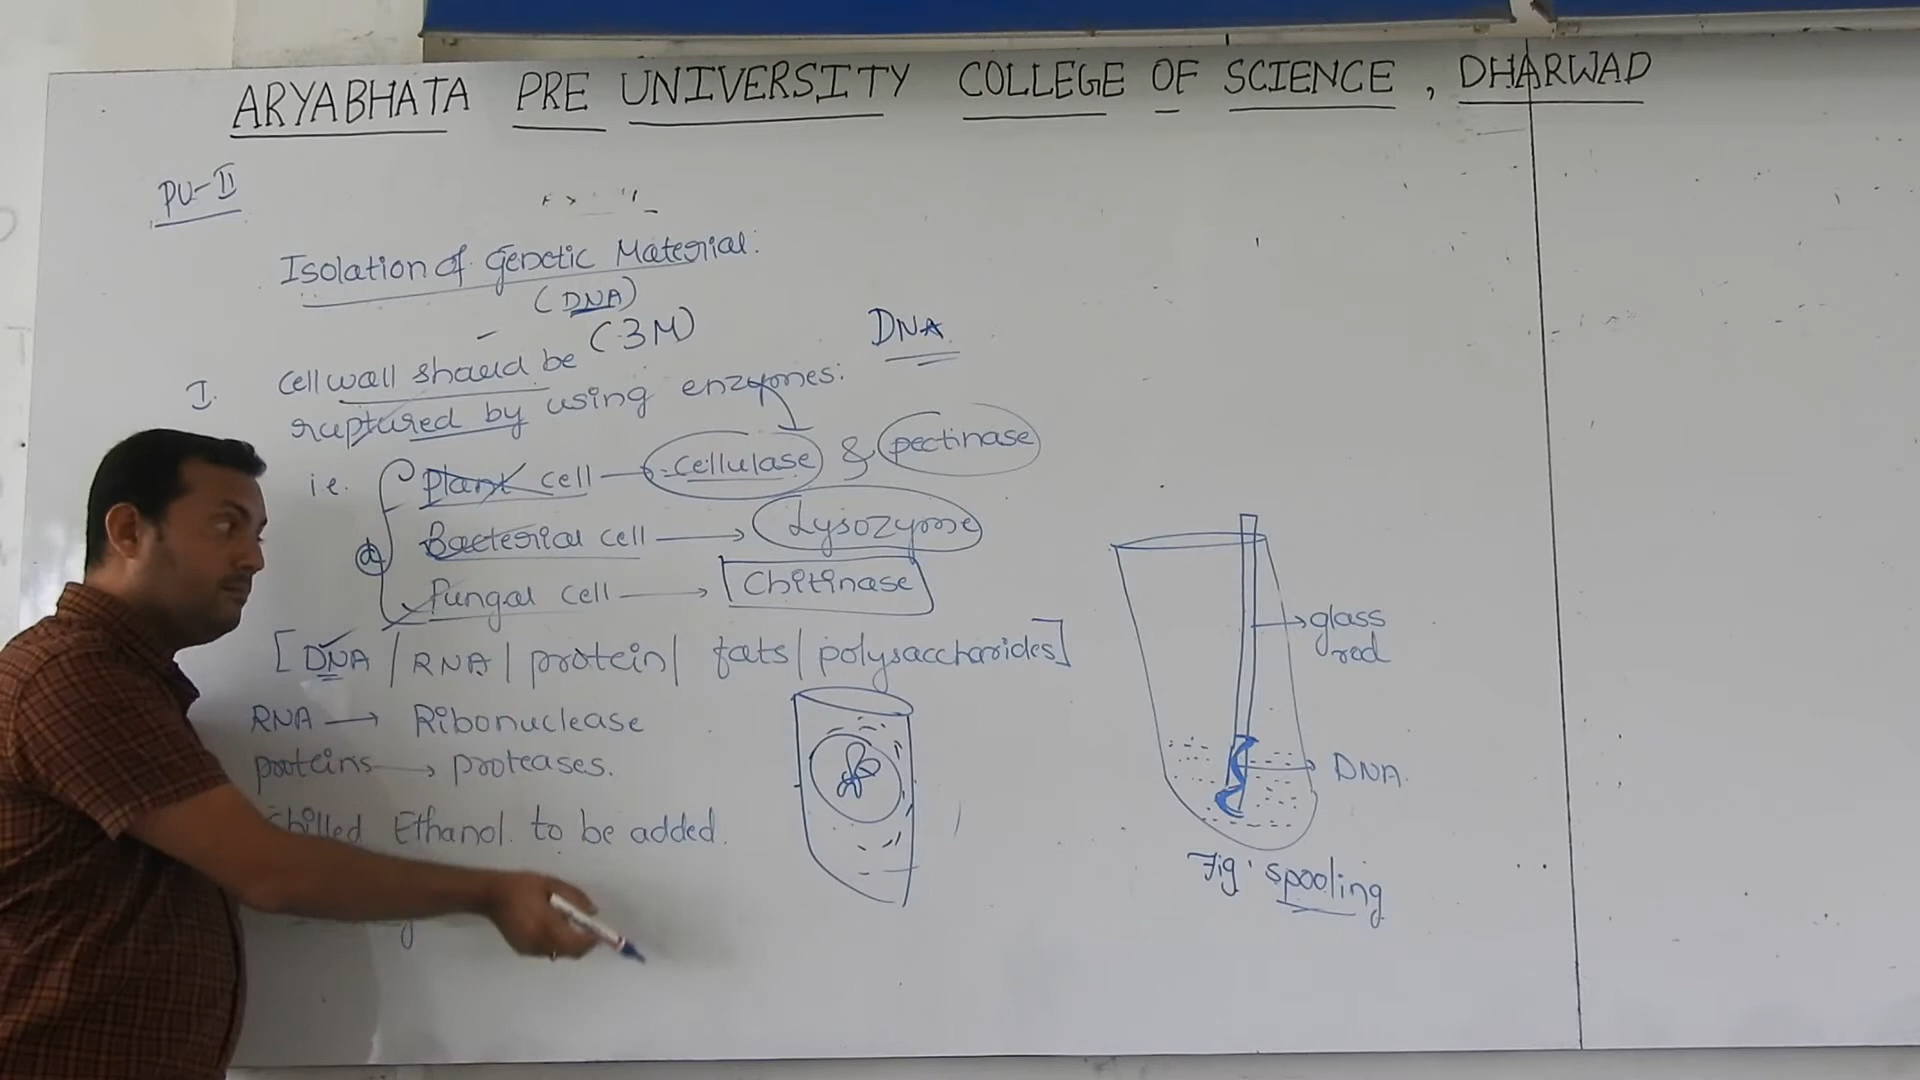 ARYABHATA PRE UNIVERSITY COLLEGE OF SCIENCE, DHARWAD
PU-II
Isolation of Genetic Material:
(DNA)
(3M)
DNA
I. Cell wall should be
ruptured by using enzymes:
i.e. Plant cell cellulase & pectinase
Bacterial cell → Lysozyme
Fungal cell → Chitinase
[DNA / RNA / protein / fats / polysaccharides]
RNA → Ribonuclease
proteins → proteases.
Chilled Ethanol to be added.
glass
rod
DNA.
Fig: Spooling